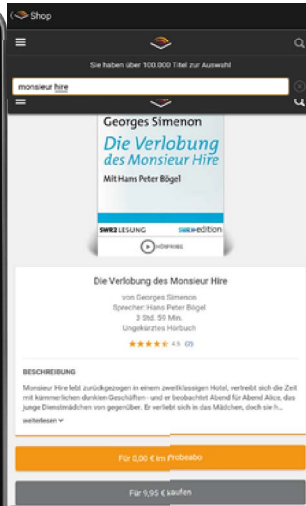 Shop
Sie haben über 100.000 Titel zur Auswahl
monsieur hire
Georges Simenon
Die Verlobung
des Monsieur Hire
Mit Hans Peter Bögel
SWR2 LESUNG
SWR edition
HÖRPROBE
Die Verlobung des Monsieur Hire
von Georges Simenon
Sprecher: Hans Peter Bögel
3 Std. 59 Min.
Ungekürztes Hörbuch
4.5 (2)
BESCHREIBUNG
Monsieur Hire lebt zurückgezogen in einem zweitklassigen Hotel, vertreibt sich die Zeit
mit kümmerlichen dunklen Geschäften - und er beobachtet Abend für Abend Alice, das
junge Dienstmädchen von gegenüber. Er verliebt sich in das Mädchen, doch sie h...
weiterlesen
Für 0,00 € im Probeabo
Für 9,95 € kaufen